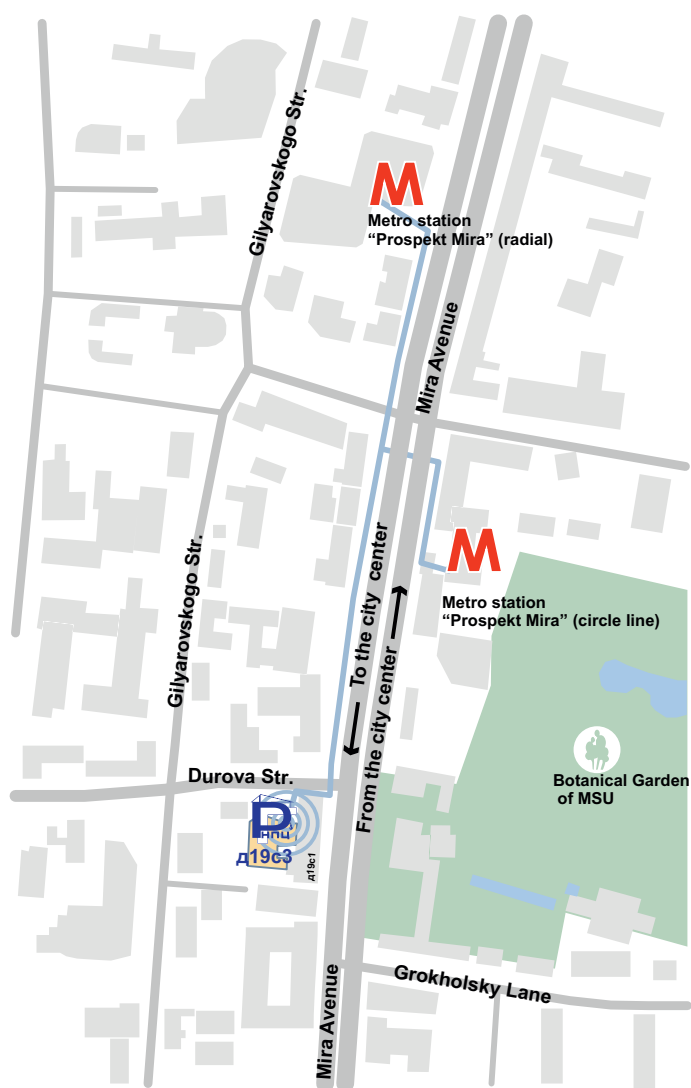 Gilyarovskogo Str.
M
Metro station
“Prospekt Mira” (radial)
Mira Avenue
M
Metro station
“Prospekt Mira” (circle line)
Gilyarovskogo Str.
To the city center
From the city center
Durova Str.
Botanical Garden
of MSU
д19с3
д19с1
Grokholsky Lane
Mira Avenue